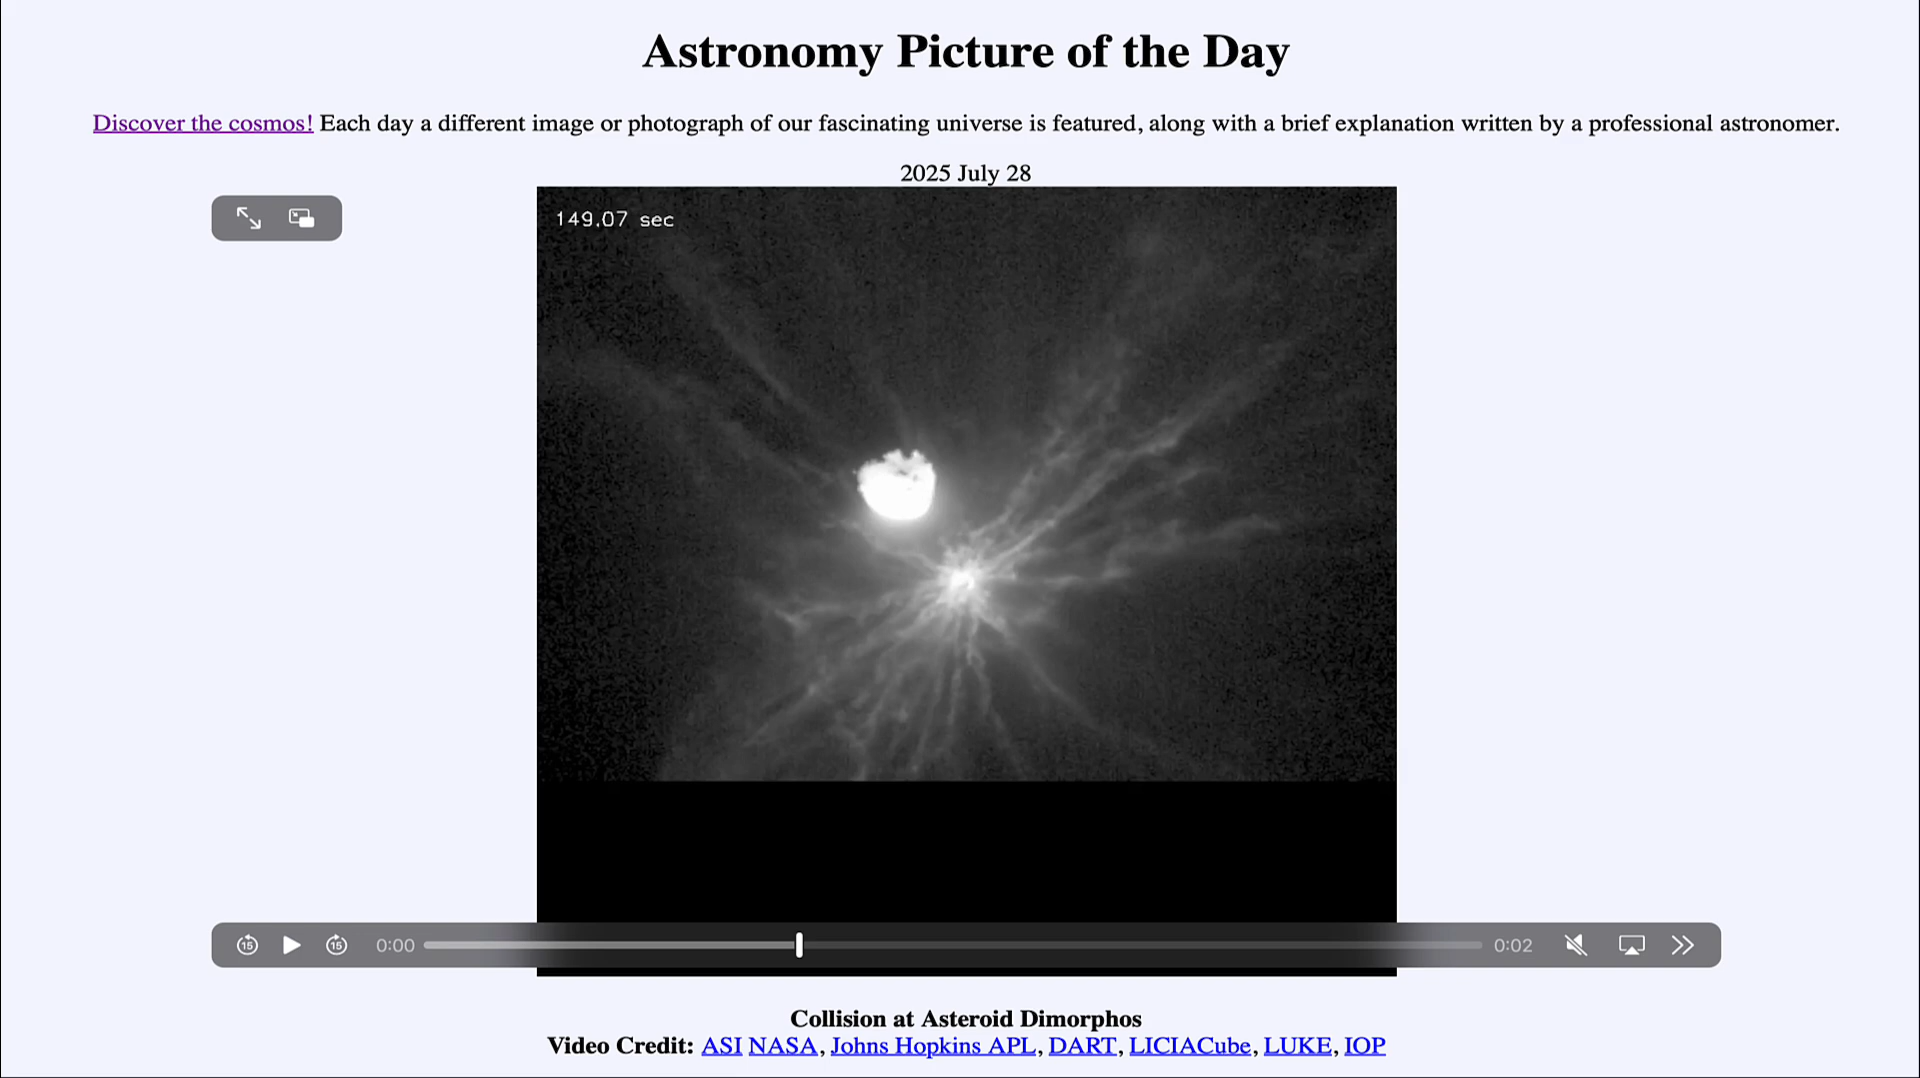 Astronomy Picture of the Day
Discover the cosmos! Each day a different image or photograph of our fascinating universe is featured, along with a brief explanation written by a professional astronomer.
2025 July 28
149.07 sec
15
15
0:00
0:02
Collision at Asteroid Dimorphos
Video Credit: ASI NASA, Johns Hopkins APL, DART, LICIACube, LUKE, IOP